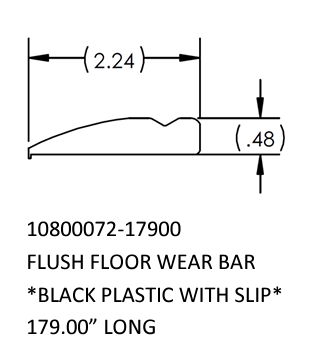 (2.24)
(.48)
10800072-17900
FLUSH FLOOR WEAR BAR
*BLACK PLASTIC WITH SLIP*
179.00” LONG